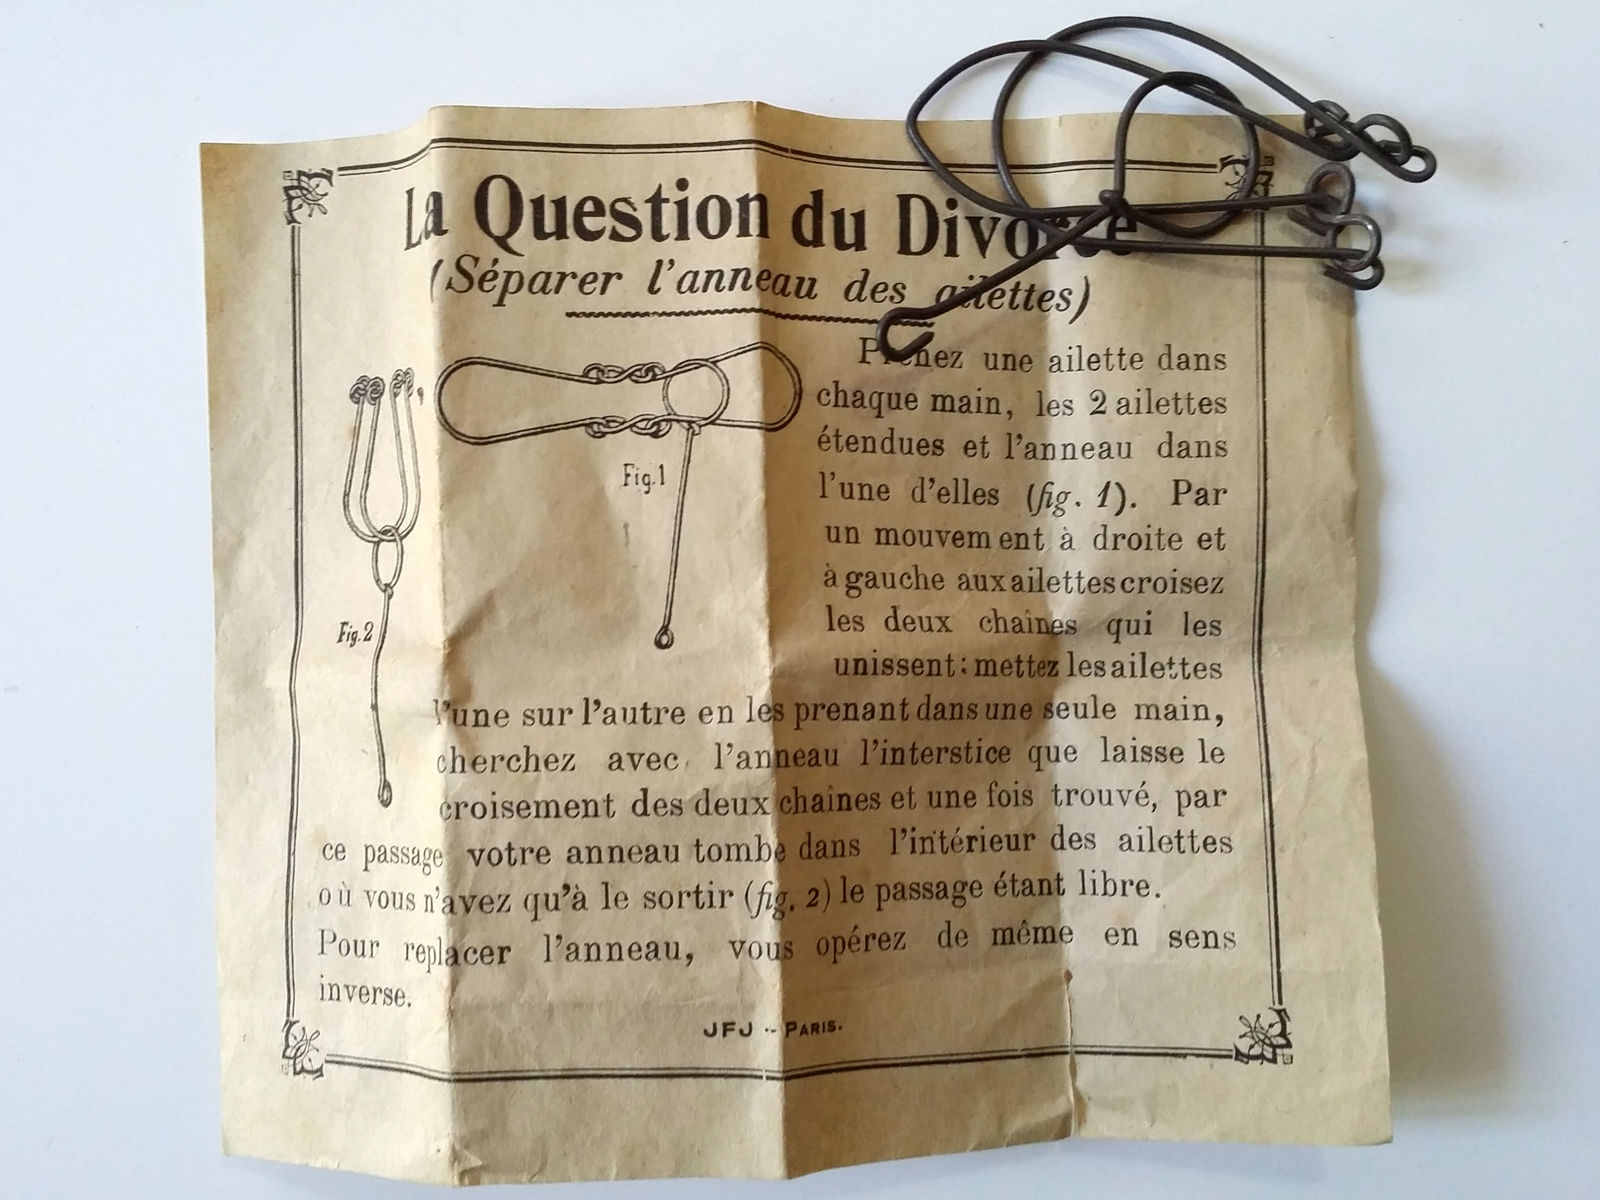 La Question du Divorce
(Séparer l'anneau des ailettes)
Fig.1
Fig.2
Prenez une ailette dans
chaque main, les 2 ailettes
étendues et l'anneau dans
l'une d'elles (fig. 1). Par
un mouvement à droite et
à gauche aux ailettes croisez
les deux chaînes qui les
unissent : mettez les ailettes
l'une sur l'autre en les prenant dans une seule main,
cherchez avec l'anneau l'interstice que laisse le
croisement des deux chaînes et une fois trouvé, par
ce passage votre anneau tombe dans l'intérieur des ailettes
où vous n'avez qu'à le sortir (fig. 2) le passage étant libre.
Pour replacer l'anneau, vous opérez de même en sens
inverse.
JFJ -- PARIS.